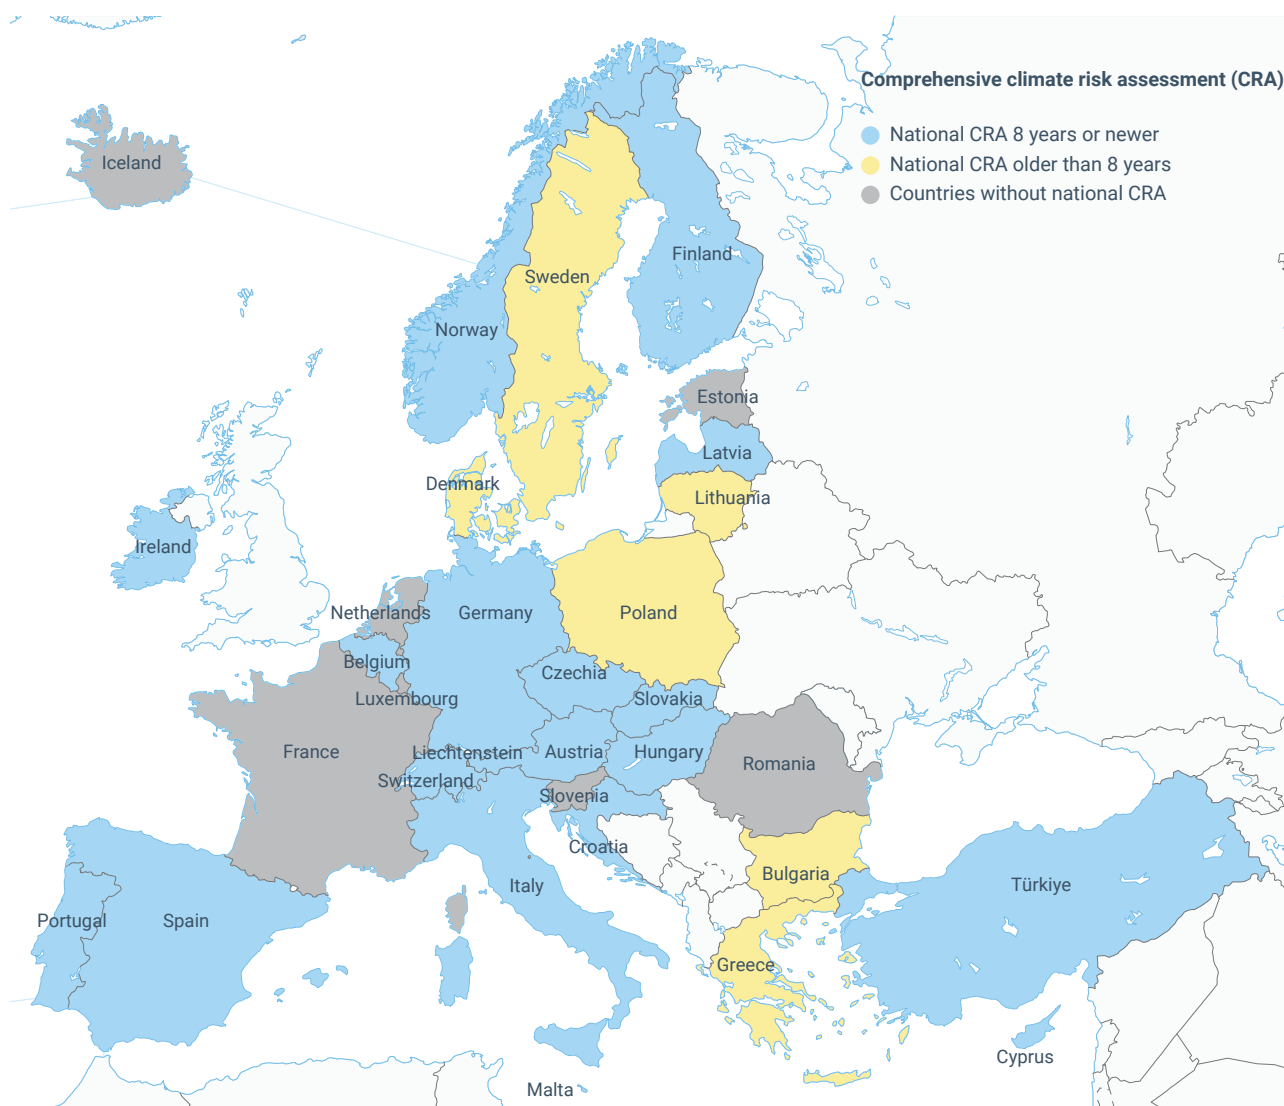 Comprehensive climate risk assessment (CRA)
National CRA 8 years or newer
National CRA older than 8 years
Countries without national CRA
Iceland
Finland
Sweden
Norway
Estonia
Latvia
Denmark
Lithuania
Ireland
Netherlands
Germany
Poland
Belgium
Czechia
Luxembourg
Slovakia
France
Liechtenstein
Austria
Hungary
Romania
Switzerland
Slovenia
Croatia
Bulgaria
Italy
Türkiye
Portugal
Spain
Greece
Cyprus
Malta